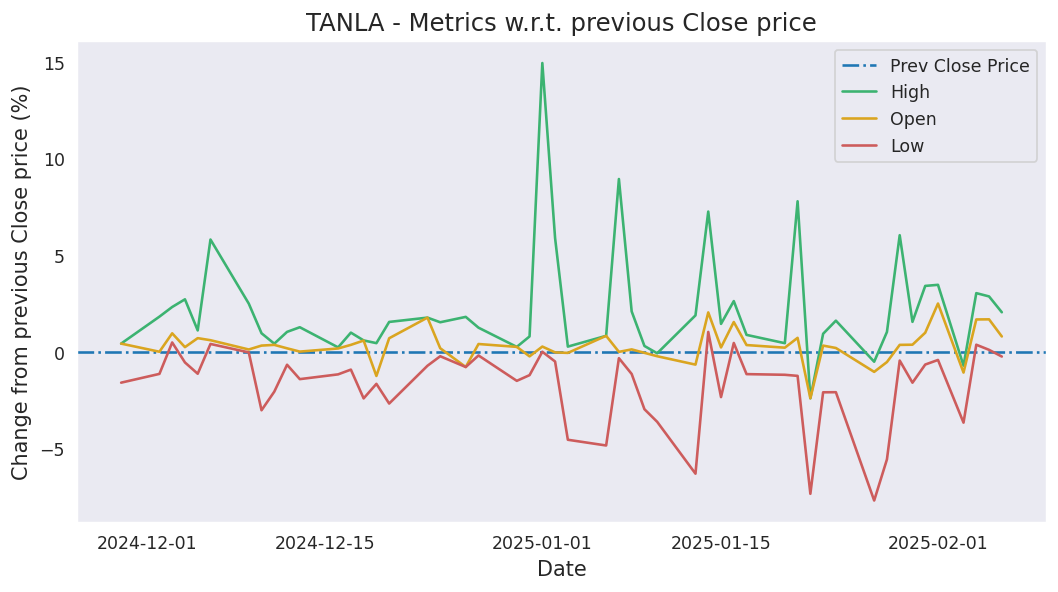 TANLA - Metrics w.r.t. previous Close price
Change from previous Close price (%)
15
10
5
0
−5
Prev Close Price
High
Open
Low
2024-12-01
2024-12-15
2025-01-01
2025-01-15
2025-02-01
Date